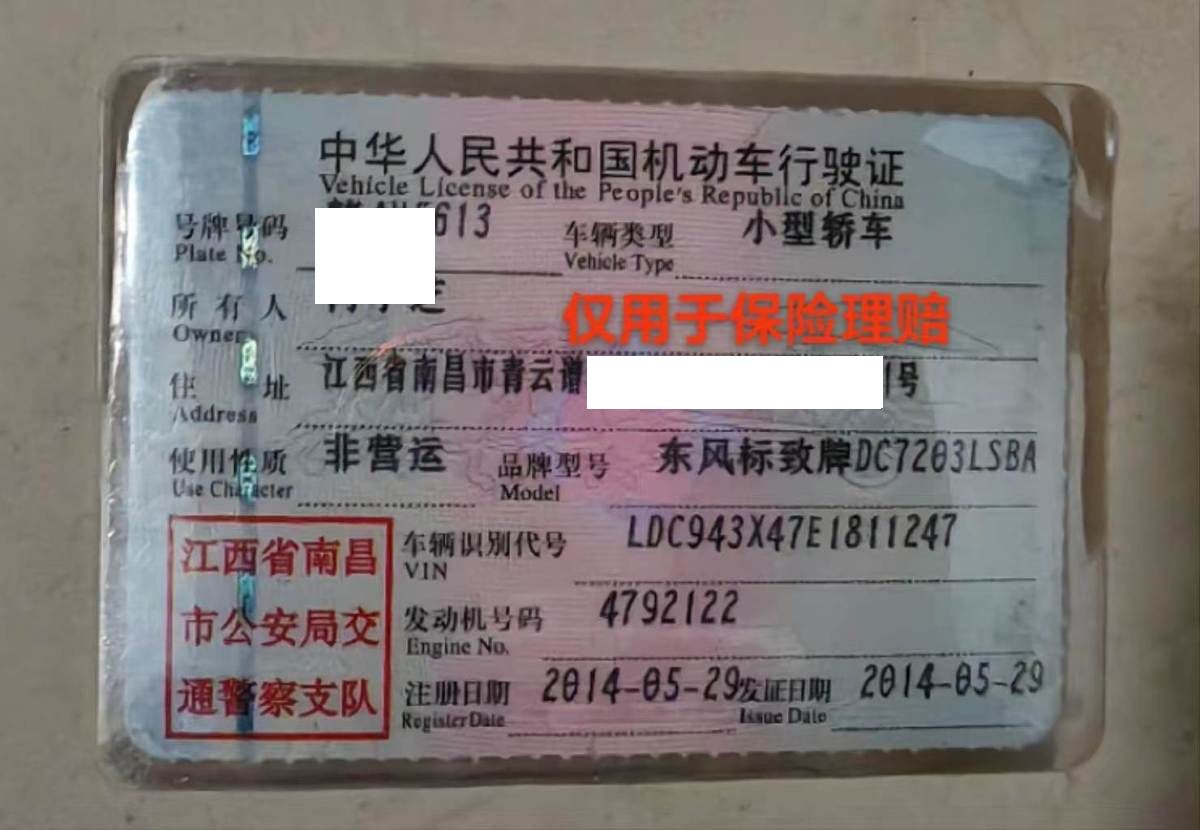 中华人民共和国机动车行驶证
Vehicle License of the People's Republic of China
号牌号码 613 车辆类型 小型轿车
Plate No. Vehicle Type
所有人
Owner
仅用于保险理赔
住址 江西省南昌市青云谱 号
Address
使用性质 非营运 品牌型号 东风标致牌DC7203LSBA
Use Character Model
江西省南昌 车辆识别代号 LDC943X47E1811247
VIN
市公安局交 发动机号码 4792122
Engine No.
通警察支队 注册日期 2014-05-29 发证日期 2014-05-29
Register Date Issue Date